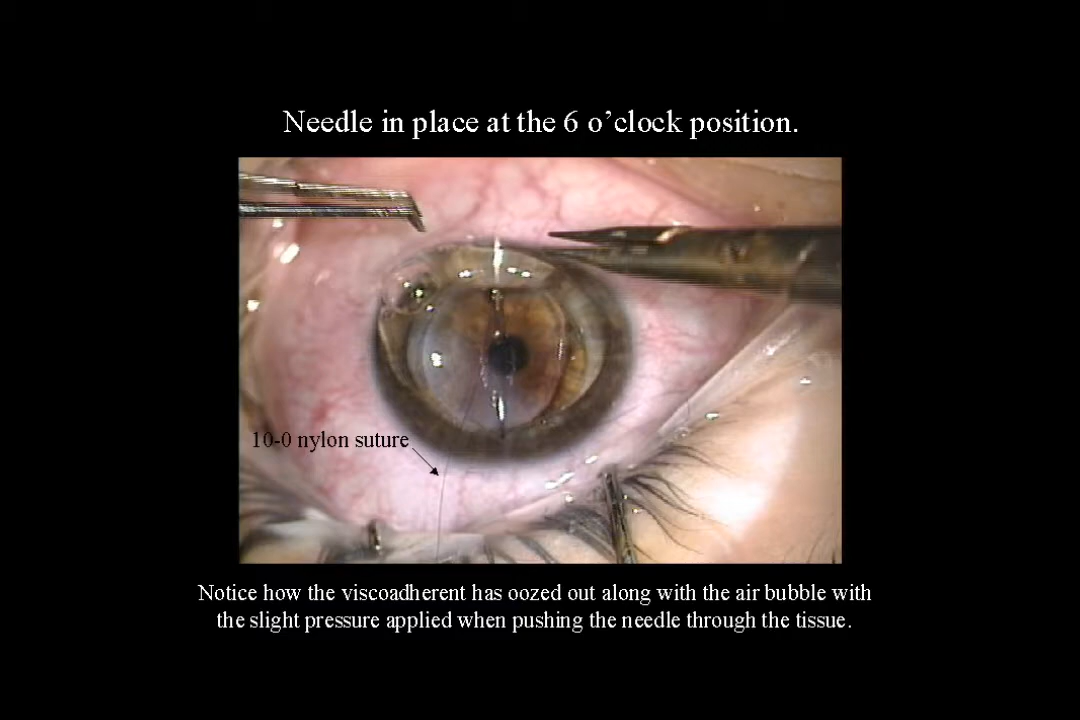 Needle in place at the 6 o’clock position.
10-0 nylon suture
Notice how the viscoadherent has oozed out along with the air bubble with
the slight pressure applied when pushing the needle through the tissue.